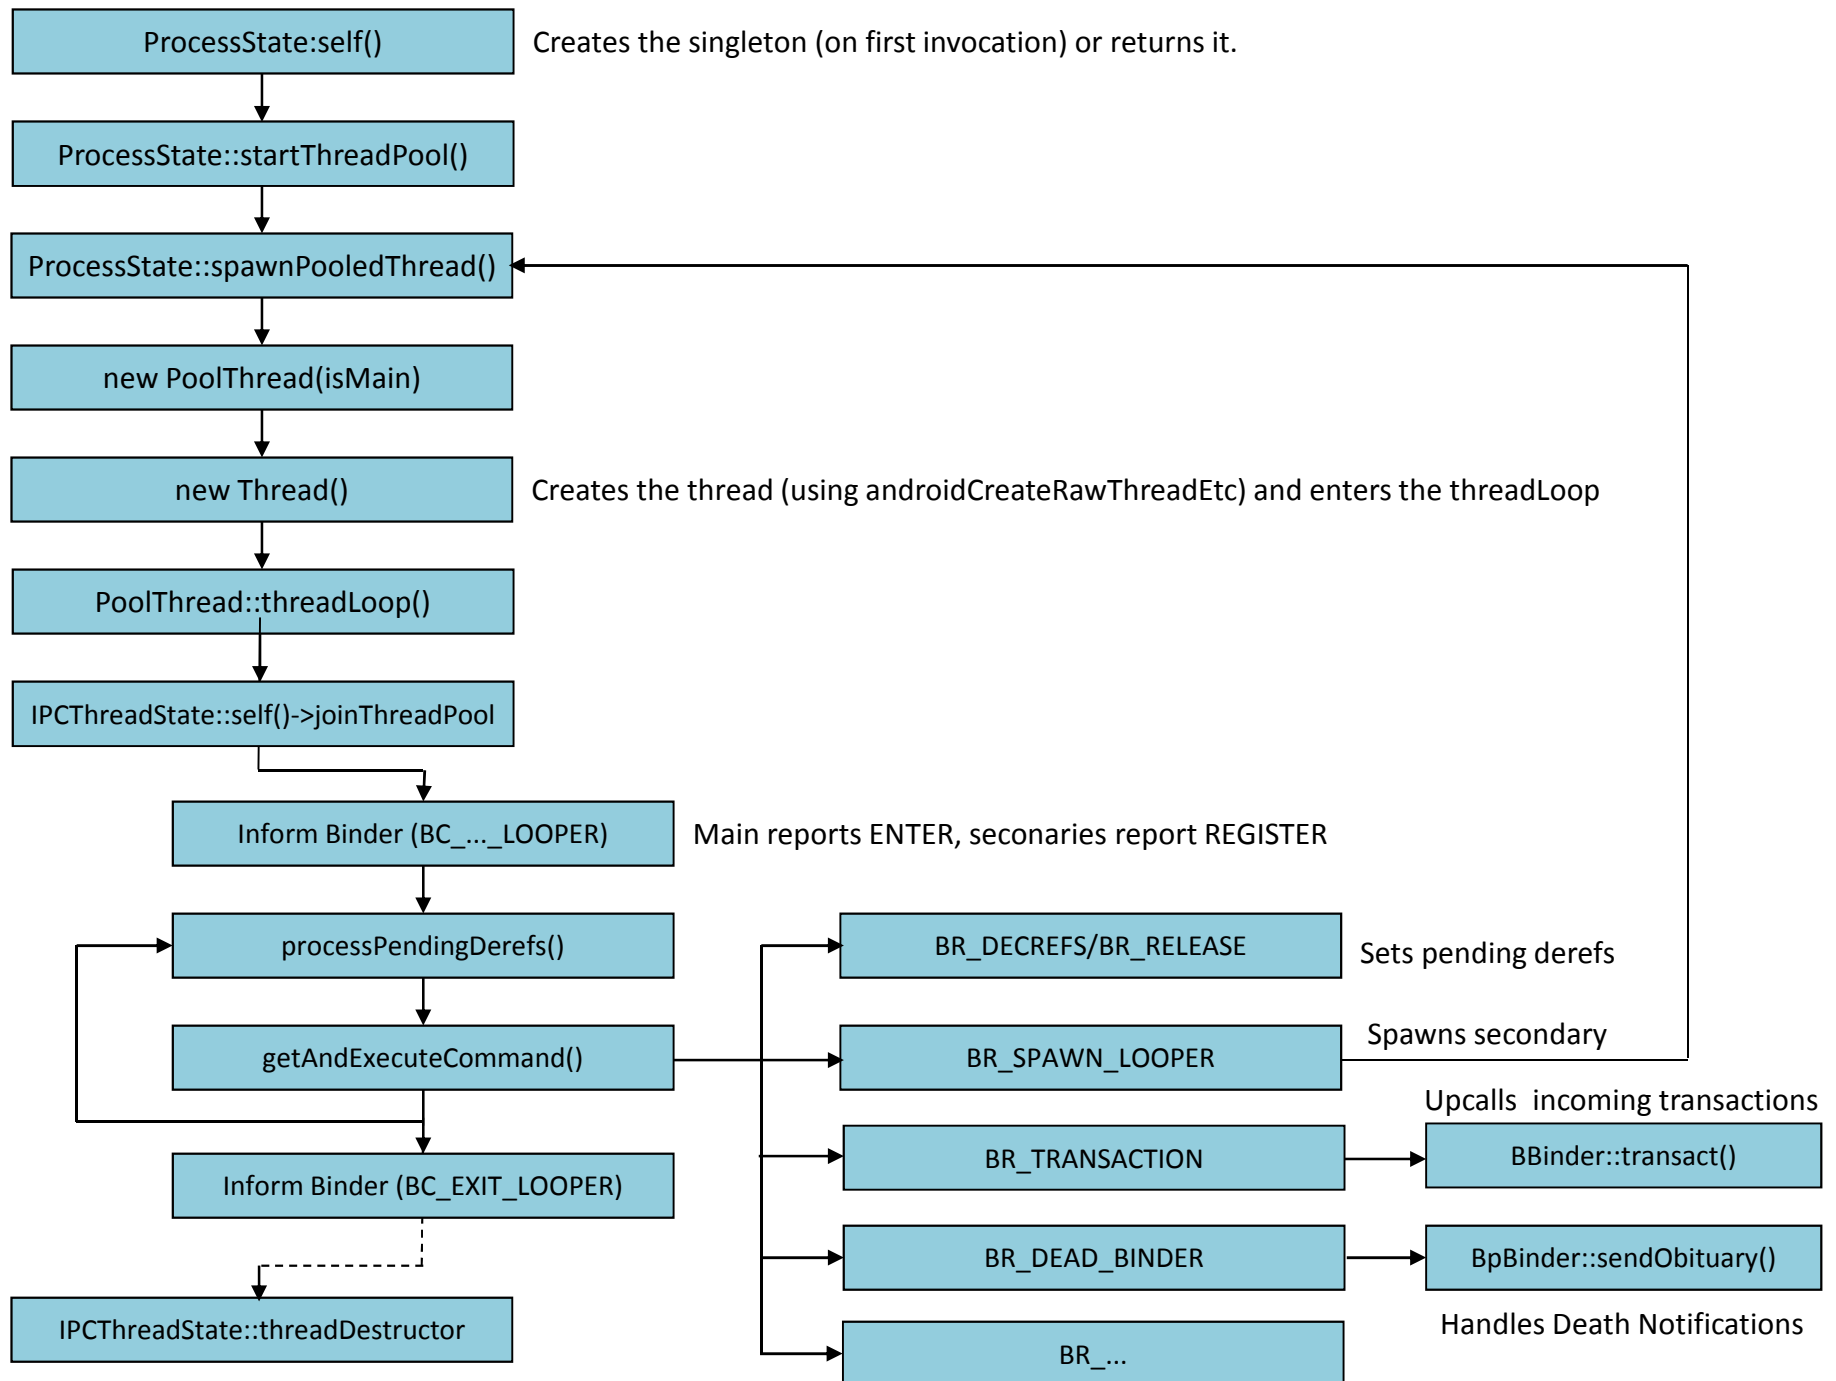 ProcessState:self()
Creates the singleton (on first invocation) or returns it.
ProcessState::startThreadPool()
ProcessState::spawnPooledThread()
new PoolThread(isMain)
new Thread()
Creates the thread (using androidCreateRawThreadEtc) and enters the threadLoop
PoolThread::threadLoop()
IPCThreadState::self()->joinThreadPool
Inform Binder (BC_..._LOOPER)
Main reports ENTER, seconaries report REGISTER
processPendingDerefs()
BR_DECREFS/BR_RELEASE
Sets pending derefs
getAndExecuteCommand()
BR_SPAWN_LOOPER
Spawns secondary
Upcalls  incoming transactions
BR_TRANSACTION
BBinder::transact()
Inform Binder (BC_EXIT_LOOPER)
BR_DEAD_BINDER
BpBinder::sendObituary()
Handles Death Notifications
IPCThreadState::threadDestructor
BR_...